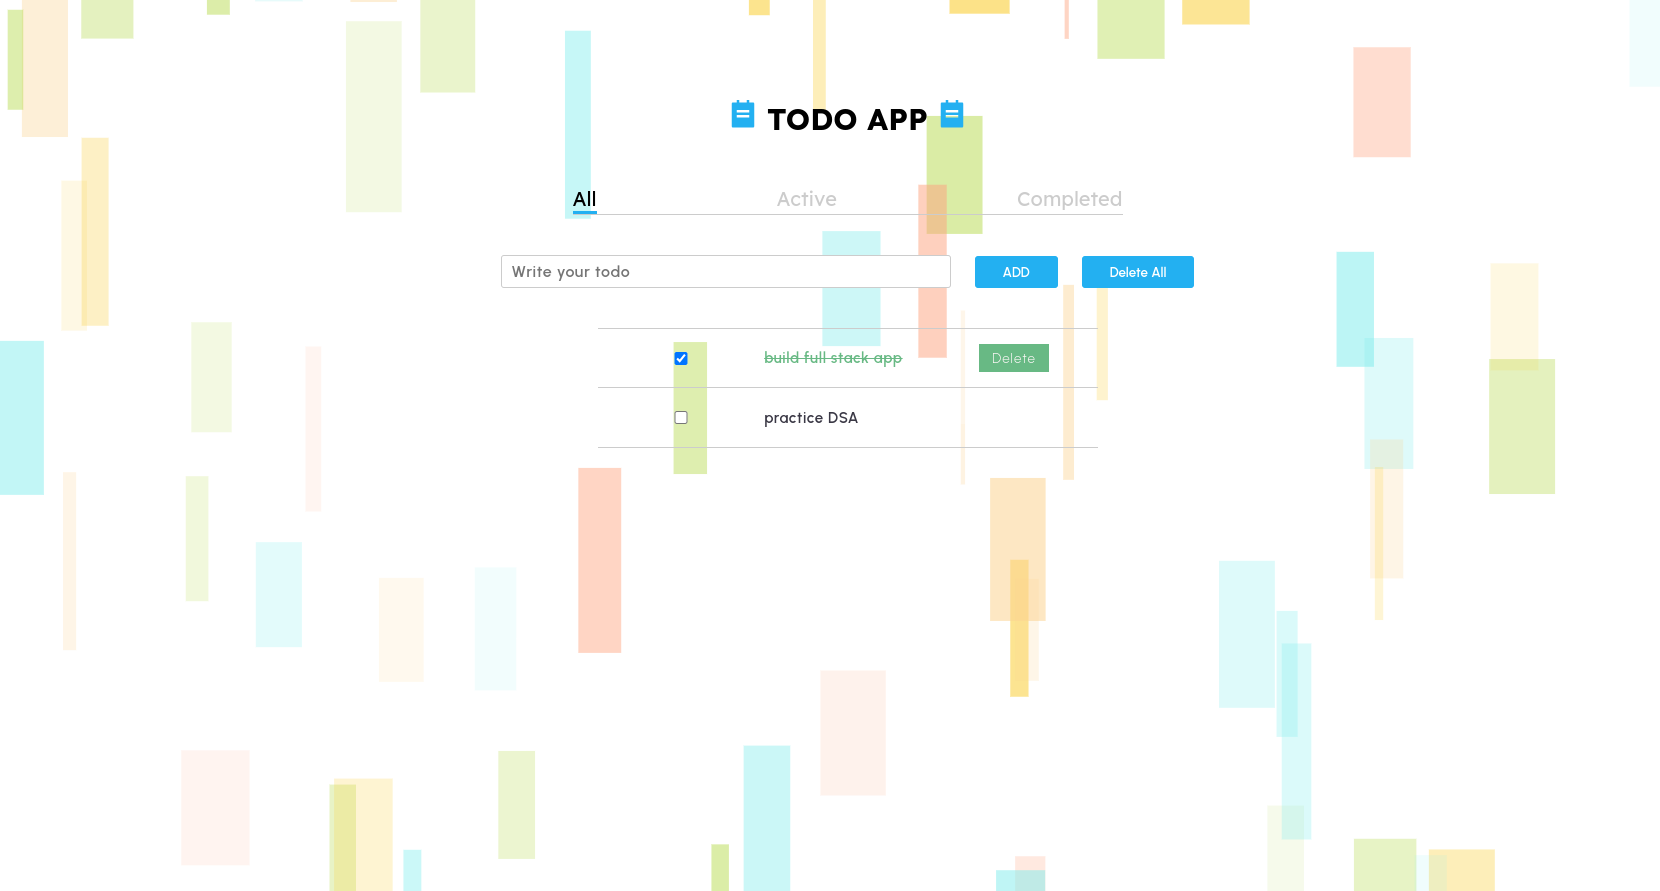 TODO APP
All Active Completed
Write your todo ADD Delete All
build full stack app Delete
practice DSA